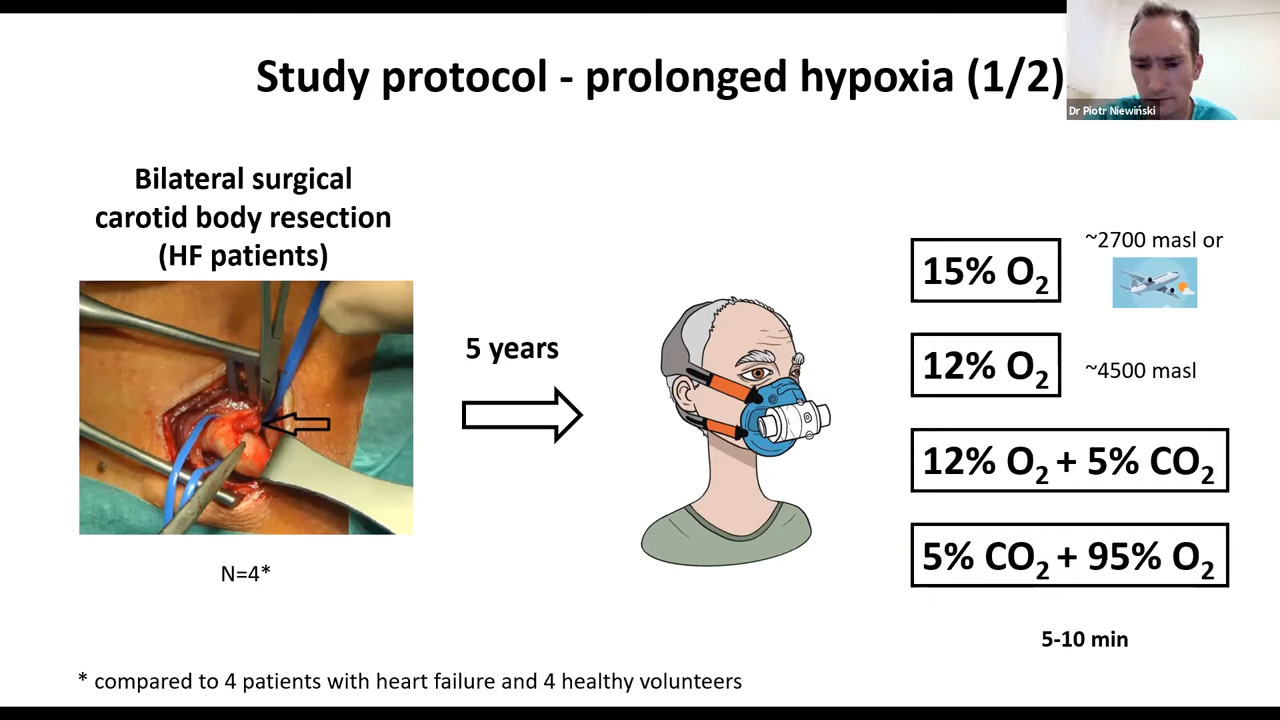 Study protocol - prolonged hypoxia (1/2)
Dr Piotr Niewiński
Bilateral surgical
carotid body resection
(HF patients)
N=4*
5 years
15% O₂
~2700 masl or
12% O₂
~4500 masl
12% O₂ + 5% CO₂
5% CO₂ + 95% O₂
5-10 min
* compared to 4 patients with heart failure and 4 healthy volunteers